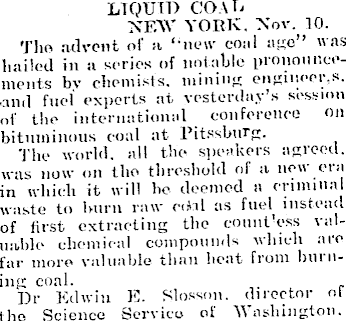 LIQUID COAL
NEW YORK, Nov. 10.
The advent of a "new coal age" was
hailed in a series of notable pronounce-
ments by chemists, mining engineer,s.
and fuel experts at yesterday's session
of the international conference on
bituminous coal at Pitssburg.
The world, all the speakers agreed,
was now on the threshold of a new era
in which it will be deemed a criminal
waste to burn raw coal as fuel instead
of first extracting the count'ess val-
uable chemical compounds which are
far more valuable than heat from burn-
ing coal.
Dr Edwin E. Slosson, director of
the Science Service of Washington,